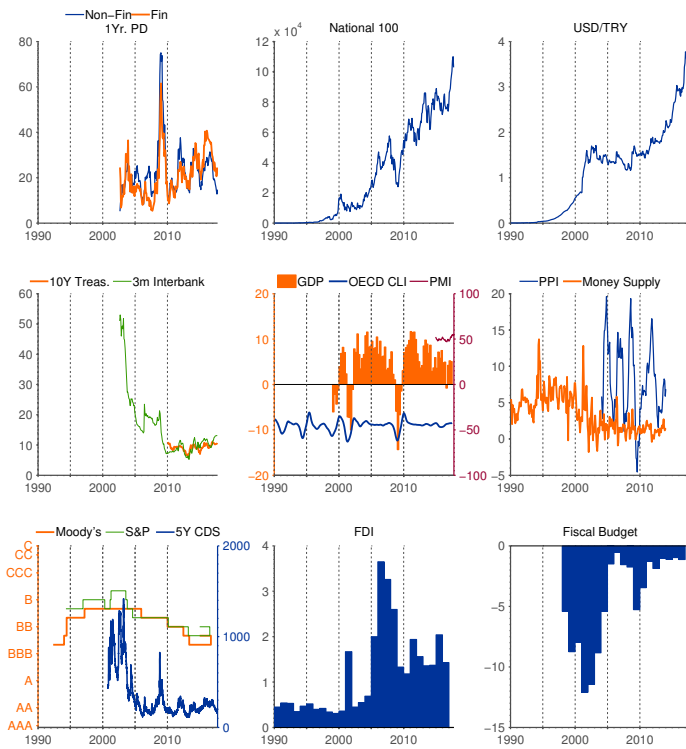 Non-Fin Fin
1Yr. PD
80
60
40
20
0
1990 2000 2010
x 10^4
National 100
12
10
8
6
4
2
0
1990 2000 2010
USD/TRY
4
3
2
1
0
1990 2000 2010
10Y Treas. 3m Interbank
60
50
40
30
20
10
0
1990 2000 2010
GDP OECD CLI PMI
20 100
10 50
0 0
-10 -50
-20 -100
1990 2000 2010
PPI Money Supply
20
15
10
5
0
-5
1990 2000 2010
Moody's S&P 5Y CDS
C 2000
CC
CCC
B
BB 1000
BBB
A
AA
AAA 0
1990 2000 2010
FDI
4
3
2
1
0
1990 2000 2010
Fiscal Budget
0
-5
-10
-15
1990 2000 2010